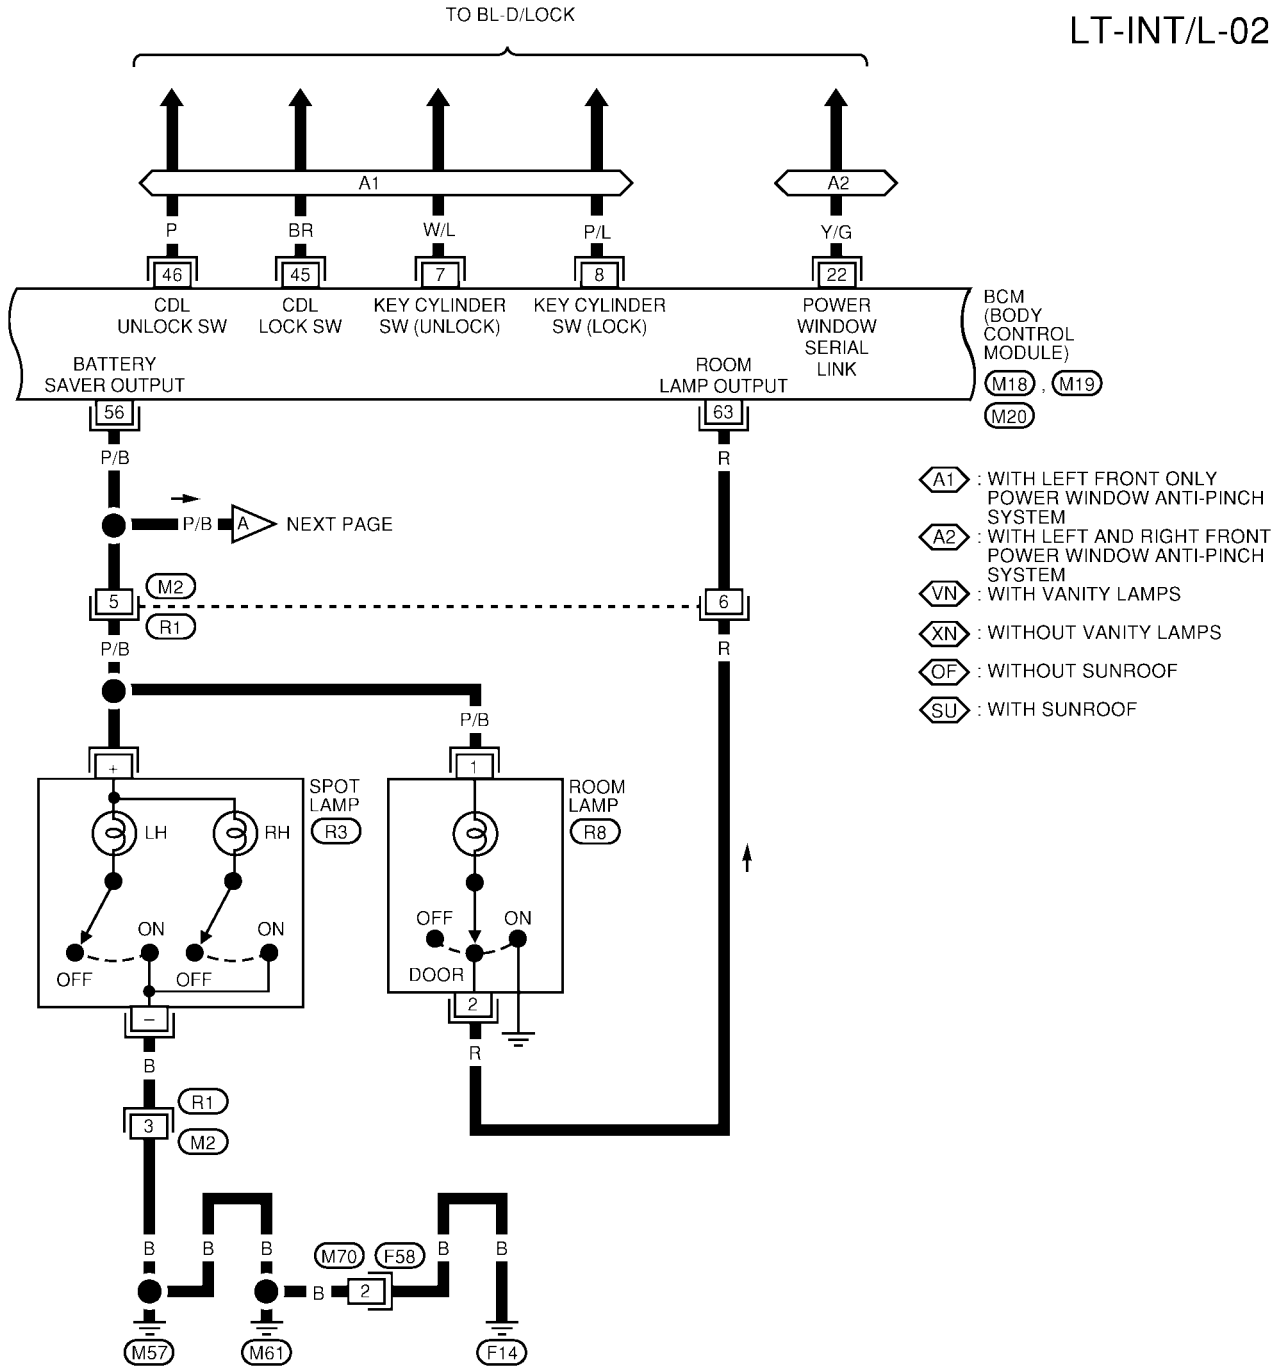 TO BL-D/LOCK
LT-INT/L-02
A1
A2
P
BR
W/L
P/L
Y/G
46
45
7
8
22
CDL
UNLOCK SW
CDL
LOCK SW
KEY CYLINDER
SW (UNLOCK)
KEY CYLINDER
SW (LOCK)
POWER
WINDOW
SERIAL
LINK
BCM
(BODY
CONTROL
MODULE)
M18 , M19
M20
BATTERY
SAVER OUTPUT
ROOM
LAMP OUTPUT
56
63
P/B
R
P/B
A
NEXT PAGE
A1 : WITH LEFT FRONT ONLY
POWER WINDOW ANTI-PINCH
SYSTEM
A2 : WITH LEFT AND RIGHT FRONT
POWER WINDOW ANTI-PINCH
SYSTEM
VN : WITH VANITY LAMPS
XN : WITHOUT VANITY LAMPS
OF : WITHOUT SUNROOF
SU : WITH SUNROOF
M2
5
6
R1
P/B
R
P/B
+
1
SPOT
LAMP
R3
ROOM
LAMP
R8
LH
RH
ON
ON
OFF
OFF
OFF
ON
DOOR
–
2
B
R
R1
3
M2
B
B
B
M70
F58
B
B
B
2
M57
M61
F14